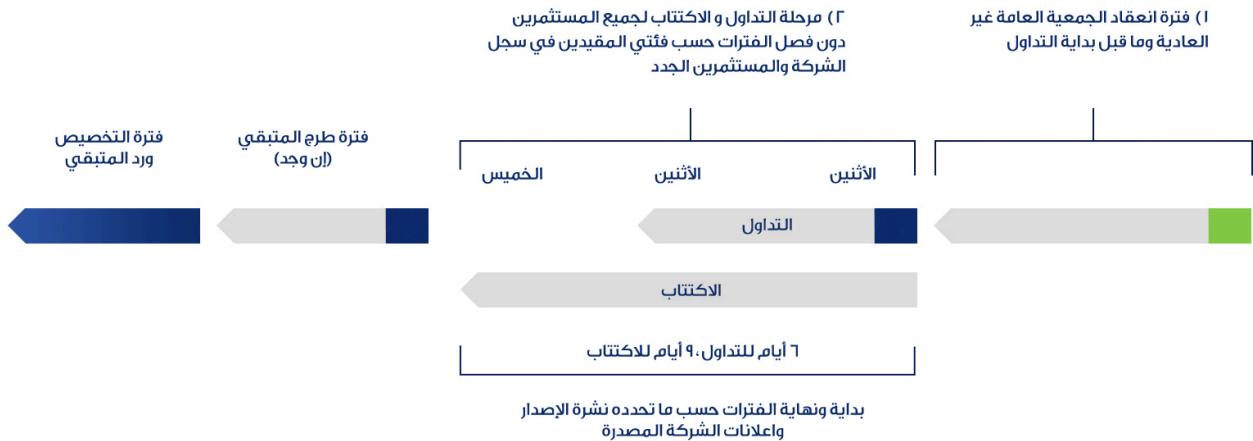 ١) فترة انعقاد الجمعية العامة غير
العادية وما قبل بداية التداول
٢) مرحلة التداول و الاكتتاب لجميع المستثمرين
دون فصل الفترات حسب فئتي المقيدين في سجل
الشركة والمستثمرين الجدد
فترة طرح المتبقي
(إن وجد)
فترة التخصيص
ورد المتبقي
الأثنين
الأثنين
الخميس
التداول
الاكتتاب
٦ أيام للتداول، ٩ أيام للاكتتاب
بداية ونهاية الفترات حسب ما تحدده نشرة الإصدار
واعلانات الشركة المصدرة